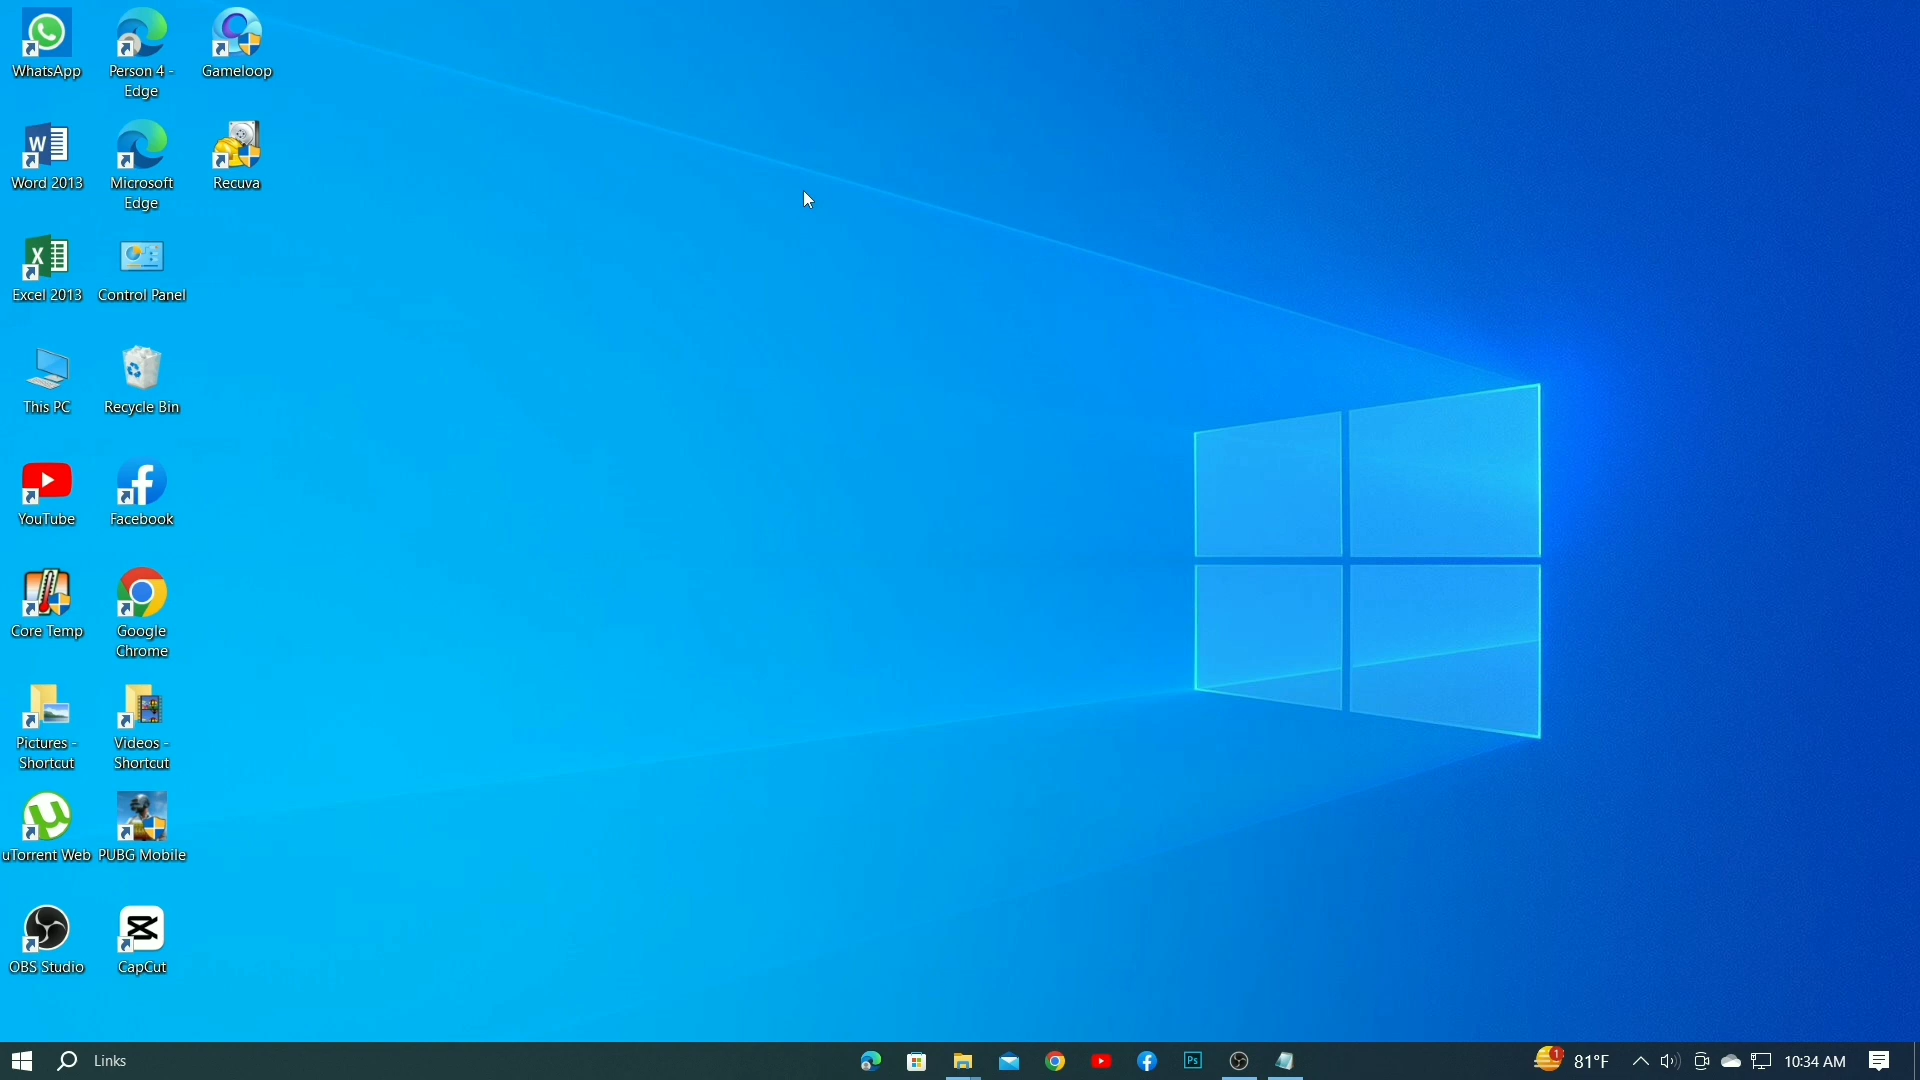 WhatsApp
Person 4 -
Edge
Gameloop
Word 2013
Microsoft
Edge
Recuva
Excel 2013
Control Panel
This PC
Recycle Bin
YouTube
Facebook
Core Temp
Google
Chrome
Pictures -
Shortcut
Videos -
Shortcut
uTorrent Web
PUBG Mobile
OBS Studio
CapCut
Links
Ps
1
81°F
10:34 AM